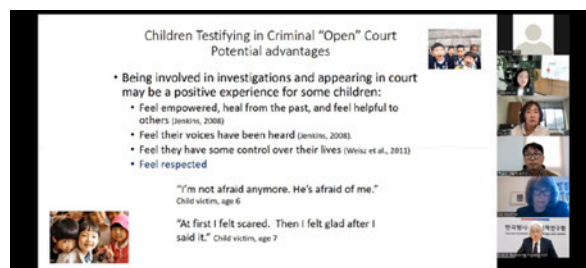 Children Testifying in Criminal “Open” Court
Potential advantages
• Being involved in investigations and appearing in court
may be a positive experience for some children:
• Feel empowered, heal from the past, and feel helpful to
others (Jenkins, 2008)
• Feel their voices have been heard (Jenkins, 2008).
• Feel they have some control over their lives (Weisz et al., 2011)
• Feel respected
“I’m not afraid anymore. He’s afraid of me.”
Child victim, age 6
“At first I felt scared. Then I felt glad after I
said it.” Child victim, age 7